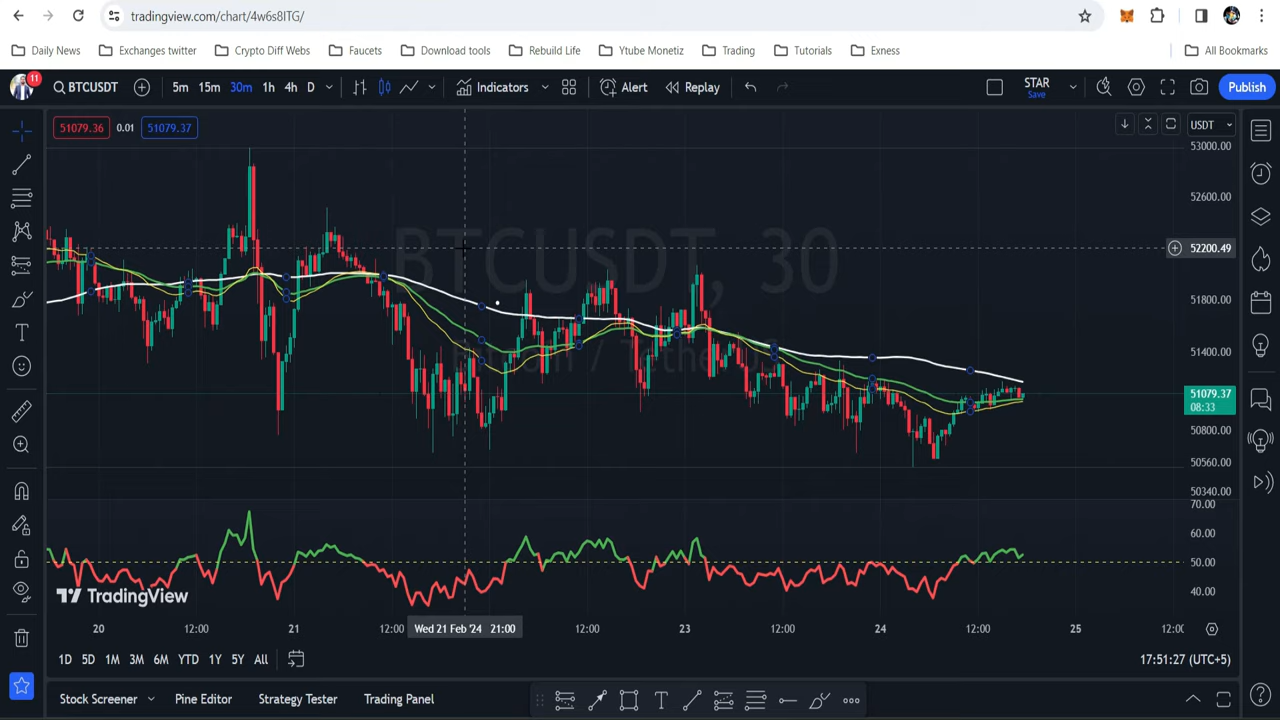 tradingview.com/chart/4w6s8ITG/
Daily News Exchanges twitter Crypto Diff Webs Faucets Download tools Rebuild Life Ytube Monetiz Trading Tutorials Exness All Bookmarks
11 BTCUSDT 5m 15m 30m 1h 4h D Indicators Alert Replay STAR Save Publish
51079.36 0.01 51079.37 USDT
53000.00
52600.00
52200.49
BTCUSDT, 30
51800.00
51400.00
Bitcoin / TetherUS
51079.37
08:33
50800.00
50560.00
50340.00
70.00
60.00
50.00
40.00
TradingView
20 12:00 21 12:00 Wed 21 Feb '24 21:00 12:00 23 12:00 24 12:00 25 12:00
1D 5D 1M 3M 6M YTD 1Y 5Y All 17:51:27 (UTC+5)
Stock Screener Pine Editor Strategy Tester Trading Panel